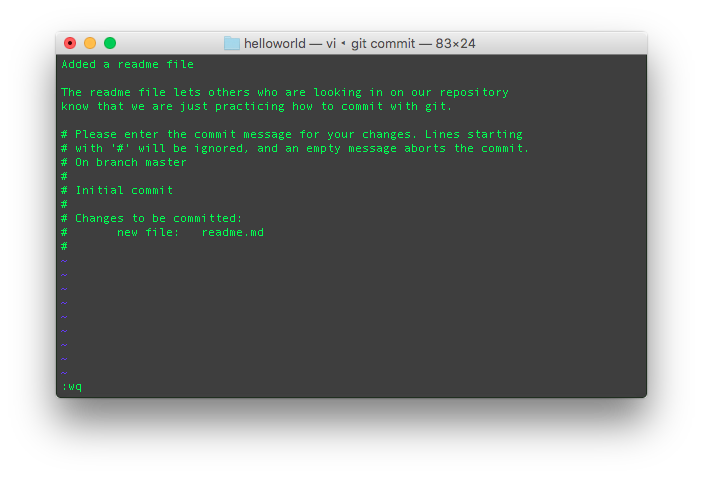 helloworld — vi ◂ git commit — 83×24
Added a readme file
The readme file lets others who are looking in on our repository
know that we are just practicing how to commit with git.
# Please enter the commit message for your changes. Lines starting
# with '#' will be ignored, and an empty message aborts the commit.
# On branch master
#
# Initial commit
#
# Changes to be committed:
#       new file:   readme.md
#
~
~
~
~
~
~
~
~
~
:wq